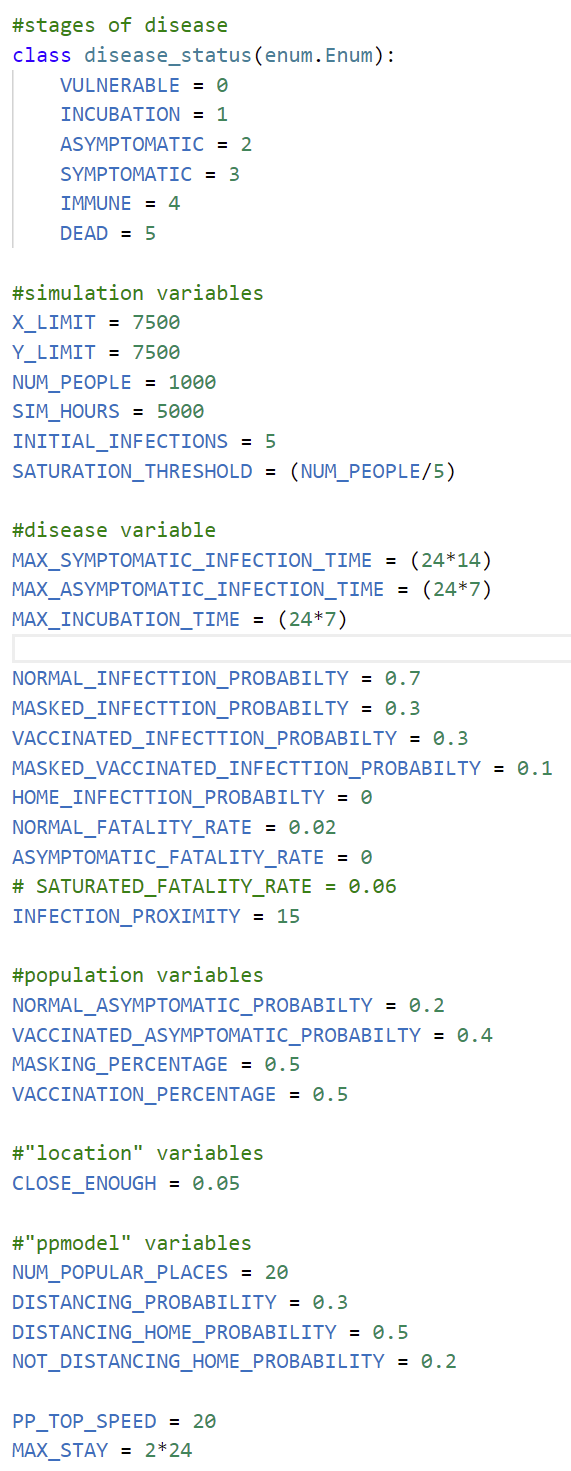 #stages of disease
class disease_status(enum.Enum):
    VULNERABLE = 0
    INCUBATION = 1
    ASYMPTOMATIC = 2
    SYMPTOMATIC = 3
    IMMUNE = 4
    DEAD = 5

#simulation variables
X_LIMIT = 7500
Y_LIMIT = 7500
NUM_PEOPLE = 1000
SIM_HOURS = 5000
INITIAL_INFECTIONS = 5
SATURATION_THRESHOLD = (NUM_PEOPLE/5)

#disease variable
MAX_SYMPTOMATIC_INFECTION_TIME = (24*14)
MAX_ASYMPTOMATIC_INFECTION_TIME = (24*7)
MAX_INCUBATION_TIME = (24*7)

NORMAL_INFECTTION_PROBABILTY = 0.7
MASKED_INFECTTION_PROBABILTY = 0.3
VACCINATED_INFECTTION_PROBABILTY = 0.3
MASKED_VACCINATED_INFECTTION_PROBABILTY = 0.1
HOME_INFECTTION_PROBABILTY = 0
NORMAL_FATALITY_RATE = 0.02
ASYMPTOMATIC_FATALITY_RATE = 0
# SATURATED_FATALITY_RATE = 0.06
INFECTION_PROXIMITY = 15

#population variables
NORMAL_ASYMPTOMATIC_PROBABILTY = 0.2
VACCINATED_ASYMPTOMATIC_PROBABILTY = 0.4
MASKING_PERCENTAGE = 0.5
VACCINATION_PERCENTAGE = 0.5

#"location" variables
CLOSE_ENOUGH = 0.05

#"ppmodel" variables
NUM_POPULAR_PLACES = 20
DISTANCING_PROBABILITY = 0.3
DISTANCING_HOME_PROBABILITY = 0.5
NOT_DISTANCING_HOME_PROBABILITY = 0.2

PP_TOP_SPEED = 20
MAX_STAY = 2*24